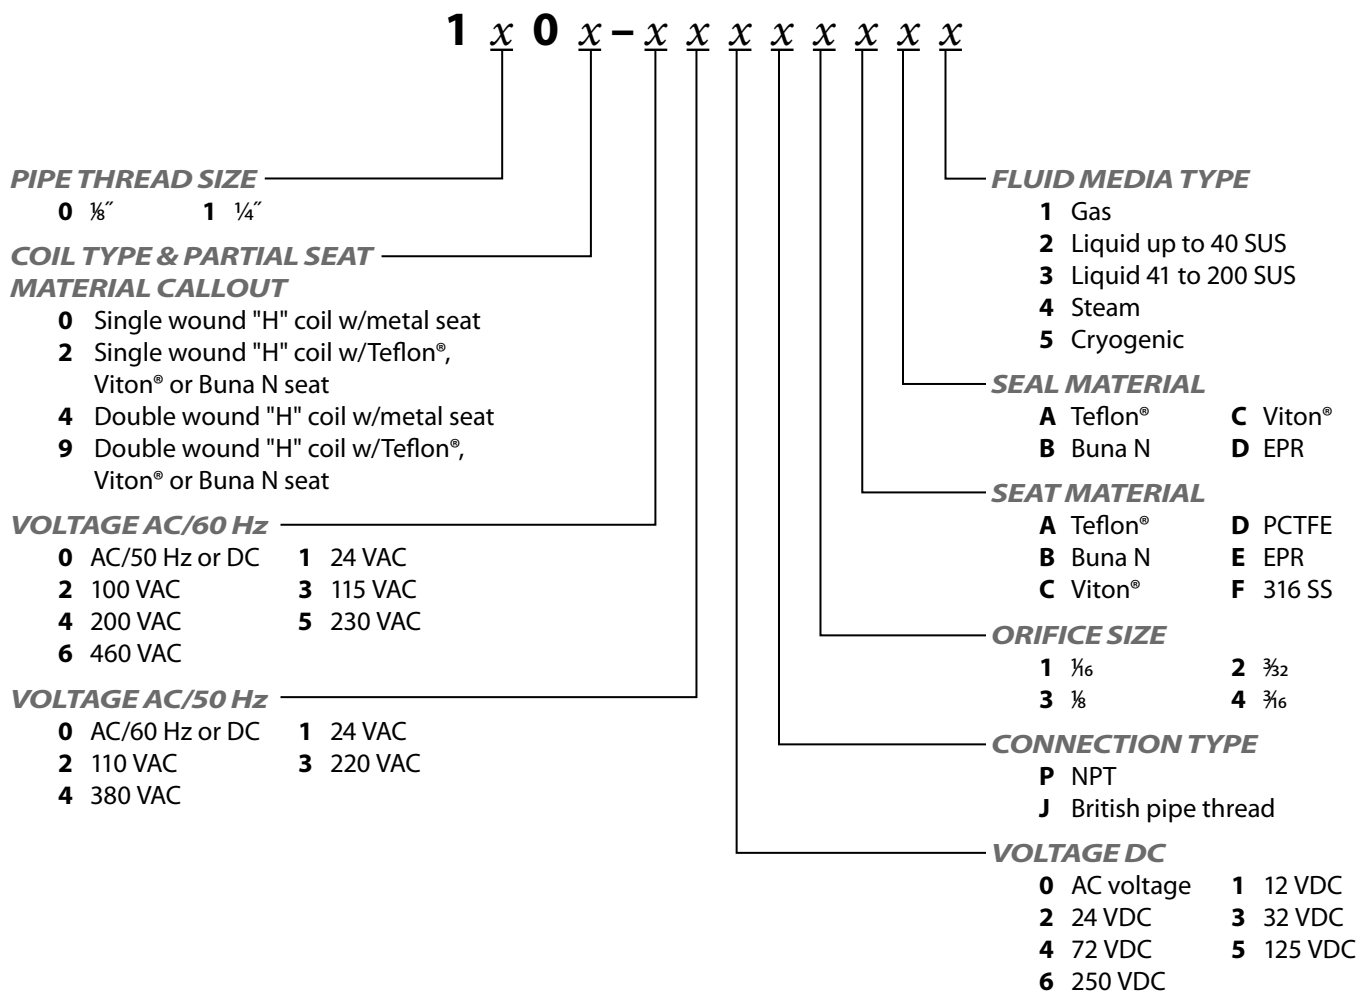 1 x 0 x – x x x x x x x x
PIPE THREAD SIZE
0 ⅛˝ 1 ¼˝
COIL TYPE & PARTIAL SEAT
MATERIAL CALLOUT
0 Single wound "H" coil w/metal seat
2 Single wound "H" coil w/Teflon®,
Viton® or Buna N seat
4 Double wound "H" coil w/metal seat
9 Double wound "H" coil w/Teflon®,
Viton® or Buna N seat
VOLTAGE AC/60 Hz
0 AC/50 Hz or DC 1 24 VAC
2 100 VAC 3 115 VAC
4 200 VAC 5 230 VAC
6 460 VAC
VOLTAGE AC/50 Hz
0 AC/60 Hz or DC 1 24 VAC
2 110 VAC 3 220 VAC
4 380 VAC
FLUID MEDIA TYPE
1 Gas
2 Liquid up to 40 SUS
3 Liquid 41 to 200 SUS
4 Steam
5 Cryogenic
SEAL MATERIAL
A Teflon® C Viton®
B Buna N D EPR
SEAT MATERIAL
A Teflon® D PCTFE
B Buna N E EPR
C Viton® F 316 SS
ORIFICE SIZE
1 1⁄16 2 3⁄32
3 ⅛ 4 3⁄16
CONNECTION TYPE
P NPT
J British pipe thread
VOLTAGE DC
0 AC voltage 1 12 VDC
2 24 VDC 3 32 VDC
4 72 VDC 5 125 VDC
6 250 VDC